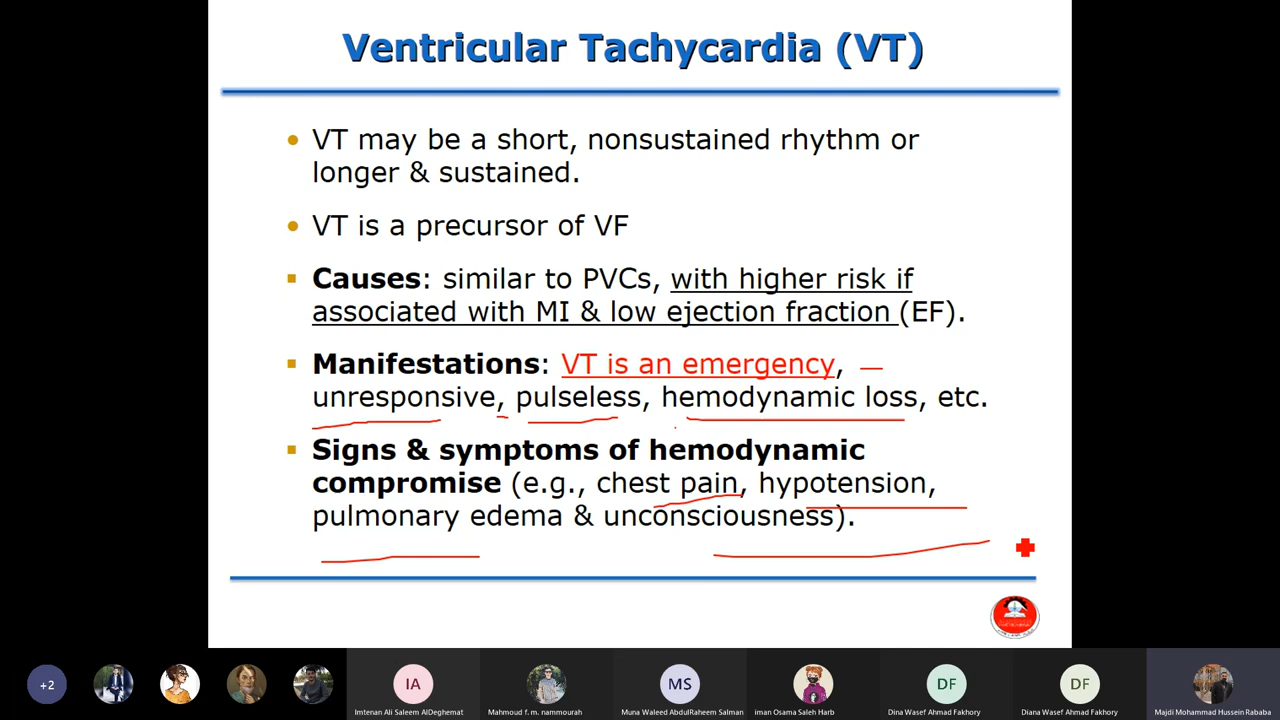 Ventricular Tachycardia (VT)
VT may be a short, nonsustained rhythm or
longer & sustained.
VT is a precursor of VF
Causes: similar to PVCs, with higher risk if
associated with MI & low ejection fraction (EF).
Manifestations: VT is an emergency,
unresponsive, pulseless, hemodynamic loss, etc.
Signs & symptoms of hemodynamic
compromise (e.g., chest pain, hypotension,
pulmonary edema & unconsciousness).
+2
IA
MS
DF
DF
Imtenan Ali Saleem AlDeghemat
Mahmoud f. m. nammourah
Muna Waleed AbdulRaheem Salman
iman Osama Saleh Harb
Dina Wasef Ahmad Fakhory
Diana Wasef Ahmad Fakhory
Majdi Mohammad Hussein Rababa